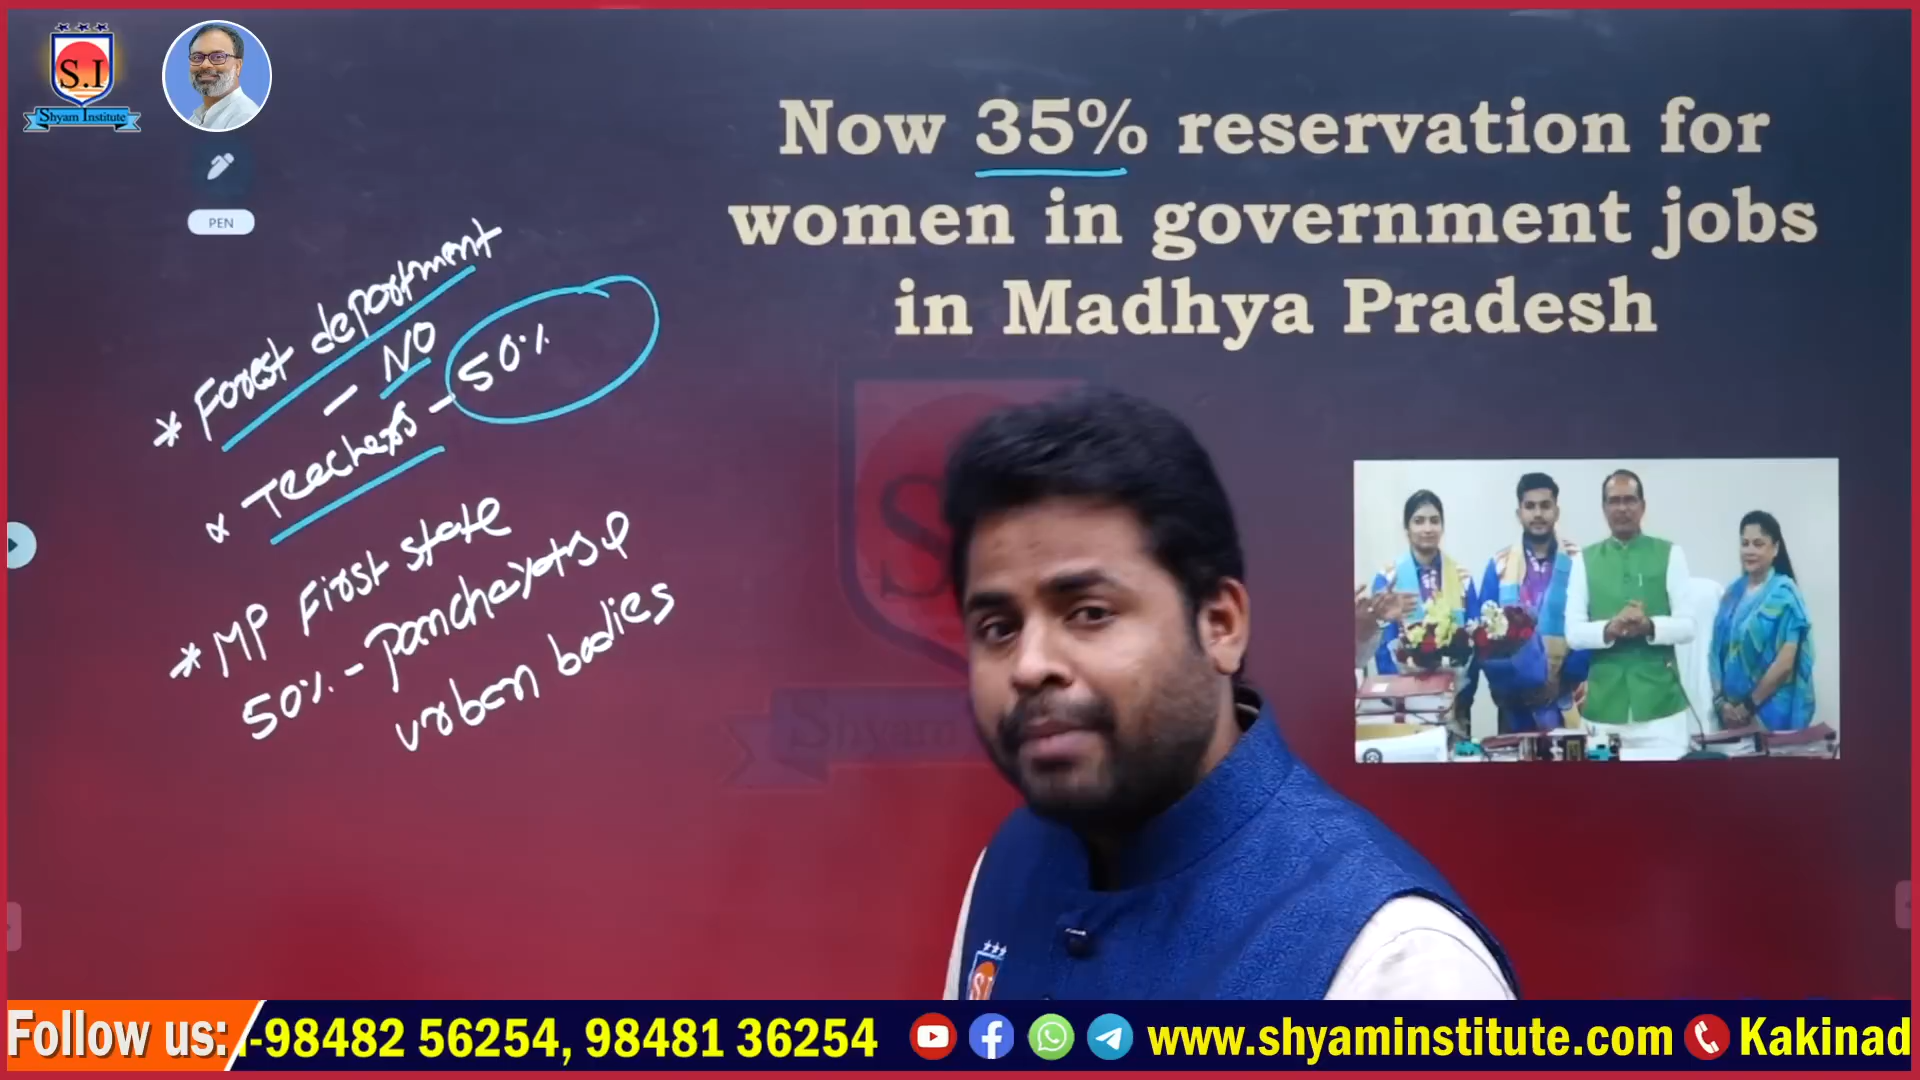 S.I
Shyam Institute
PEN
Now 35% reservation for
women in government jobs
in Madhya Pradesh
* Forest department
- NO
* Teachers - 50%
* MP First state
50% - Panchayats &
urban bodies
S
Shyam
S.I
Follow us:
-98482 56254, 98481 36254
www.shyaminstitute.com
Kakinad